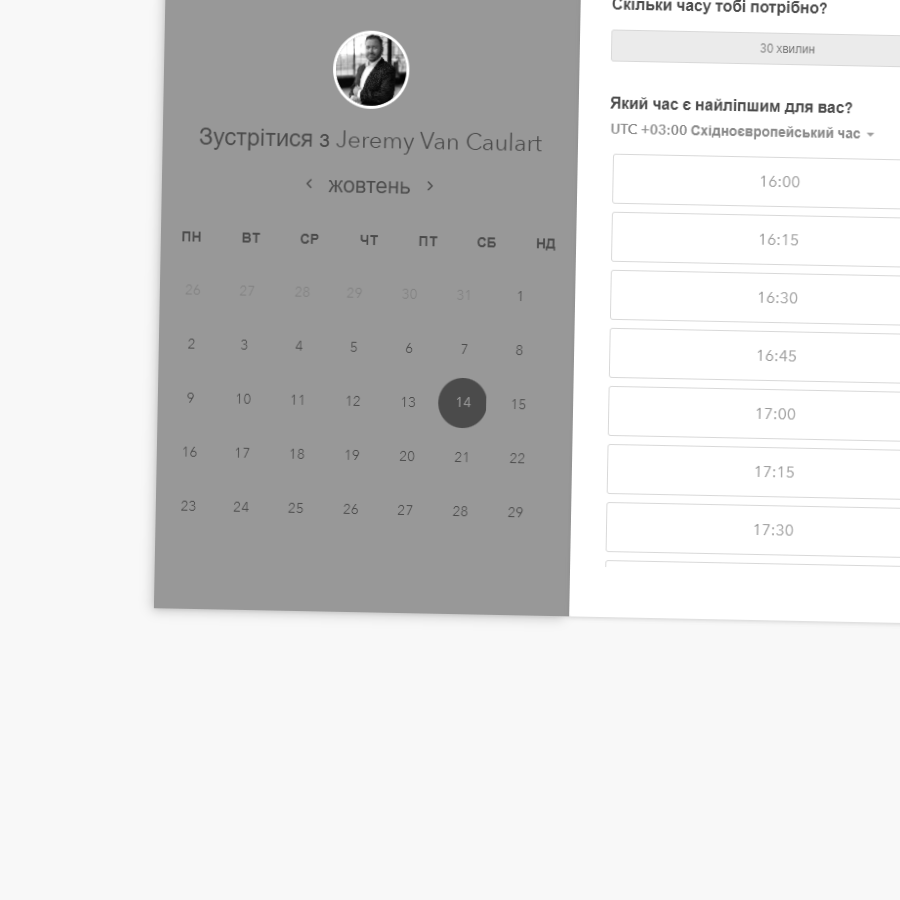 Зустрітися з Jeremy Van Caulart
жовтень
ПН ВТ СР ЧТ ПТ СБ НД
26 27 28 29 30 31 1
2 3 4 5 6 7 8
9 10 11 12 13 14 15
16 17 18 19 20 21 22
23 24 25 26 27 28 29
Скільки часу тобі потрібно?
30 хвилин
Який час є найліпшим для вас?
UTC +03:00 Східноєвропейський час
16:00
16:15
16:30
16:45
17:00
17:15
17:30